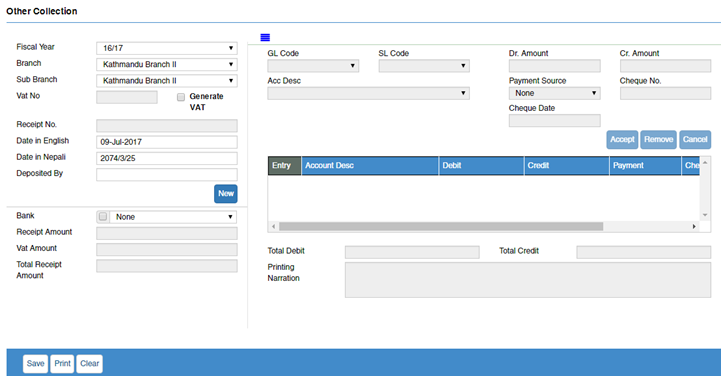 Other Collection
Fiscal Year 16/17
Branch Kathmandu Branch II
Sub Branch Kathmandu Branch II
Vat No Generate
VAT
Receipt No.
Date in English 09-Jul-2017
Date in Nepali 2074/3/25
Deposited By
New
Bank None
Receipt Amount
Vat Amount
Total Receipt
Amount
GL Code SL Code Dr. Amount Cr. Amount
Acc Desc Payment Source Cheque No.
None
Cheque Date
Accept Remove Cancel
Entry Account Desc Debit Credit Payment Che
Total Debit Total Credit
Printing
Narration
Save Print Clear